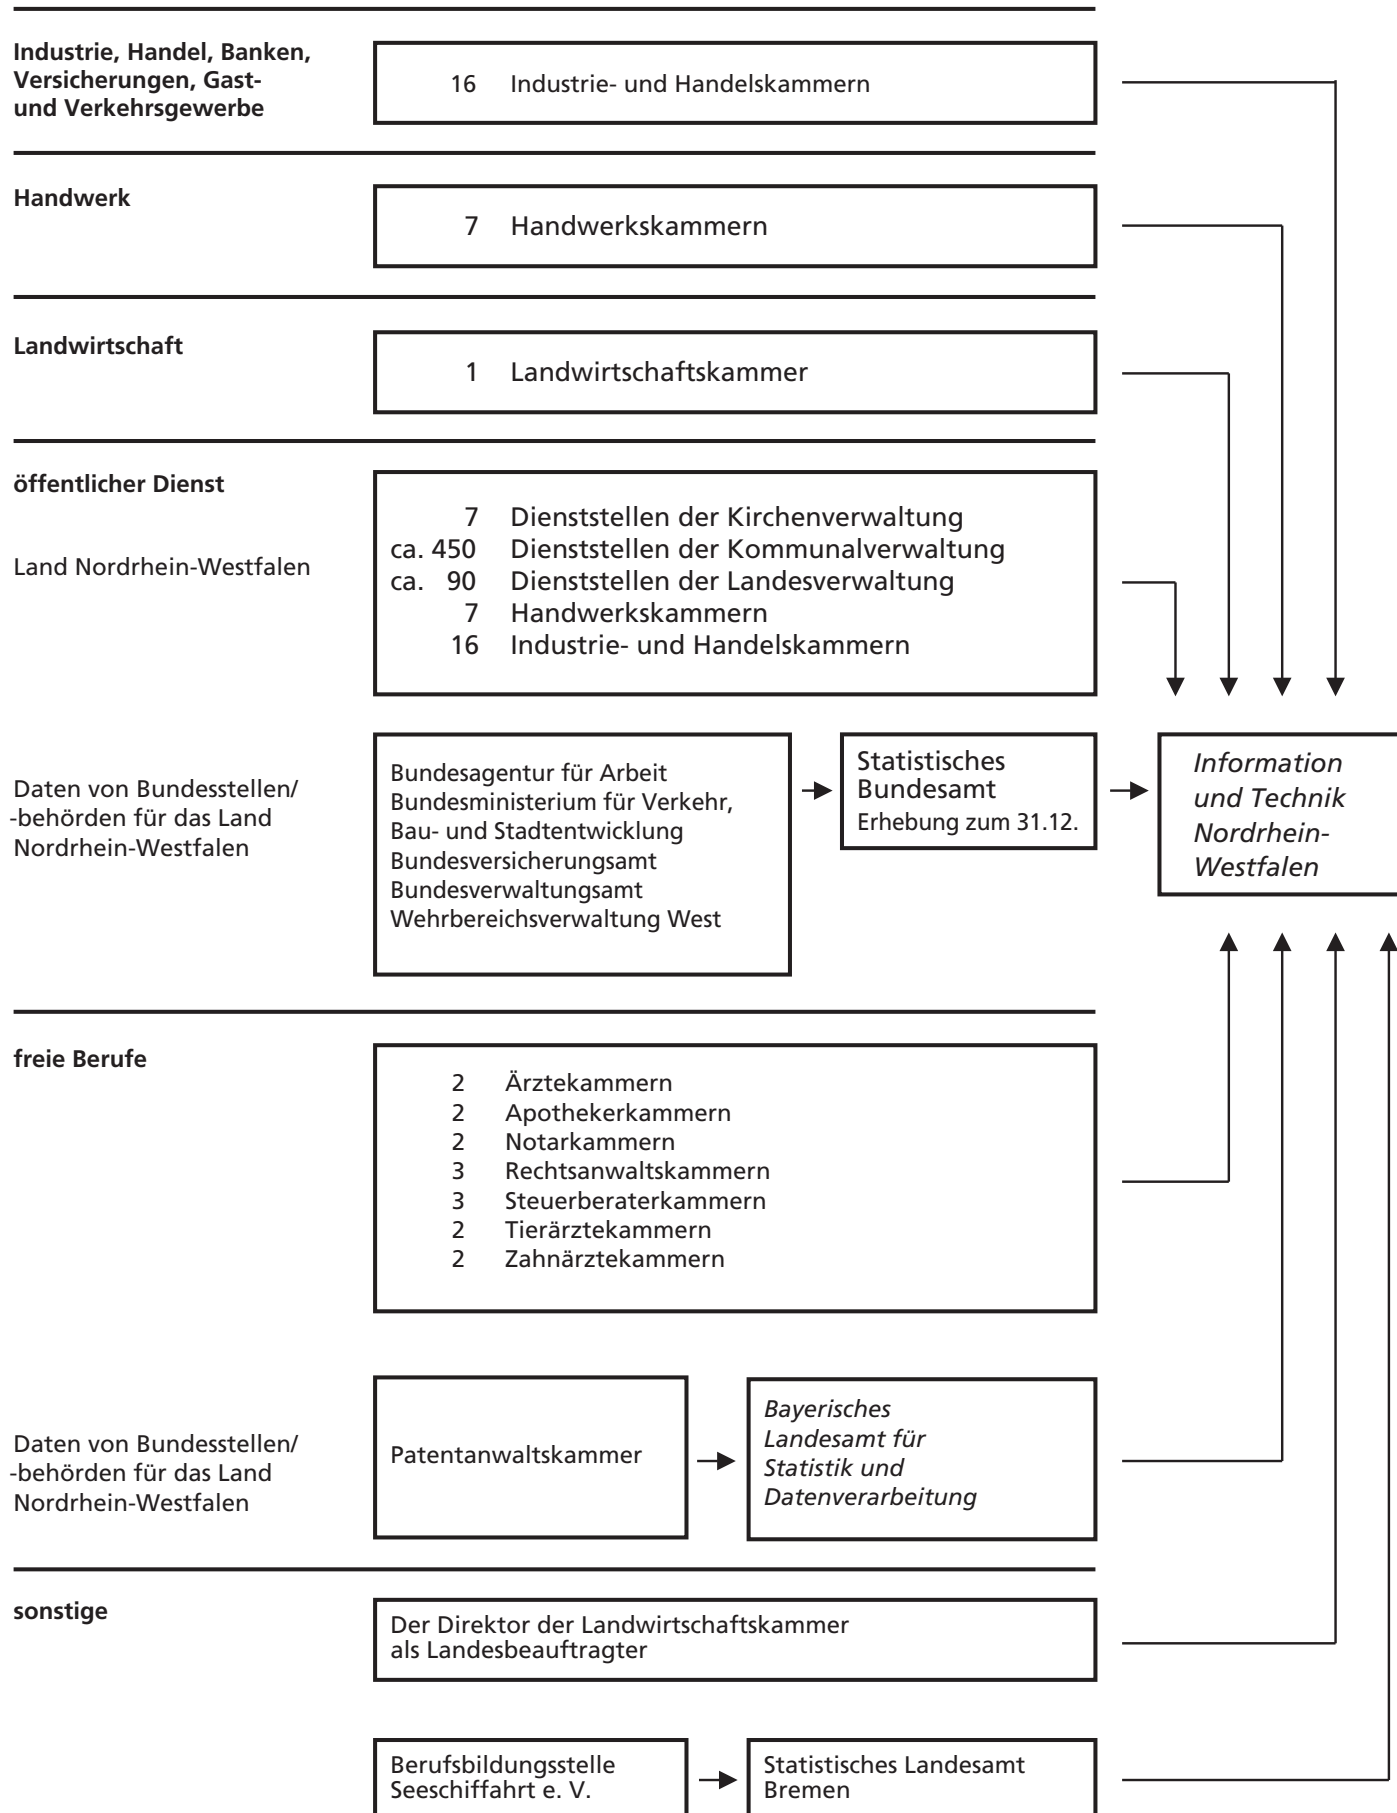 Industrie, Handel, Banken,
Versicherungen, Gast-
und Verkehrsgewerbe
16 Industrie- und Handelskammern
Handwerk
7 Handwerkskammern
Landwirtschaft
1 Landwirtschaftskammer
öffentlicher Dienst
Land Nordrhein-Westfalen
7 Dienststellen der Kirchenverwaltung
ca. 450 Dienststellen der Kommunalverwaltung
ca. 90 Dienststellen der Landesverwaltung
7 Handwerkskammern
16 Industrie- und Handelskammern
Daten von Bundesstellen/
-behörden für das Land
Nordrhein-Westfalen
Bundesagentur für Arbeit
Bundesministerium für Verkehr,
Bau- und Stadtentwicklung
Bundesversicherungsamt
Bundesverwaltungsamt
Wehrbereichsverwaltung West
Statistisches
Bundesamt
Erhebung zum 31.12.
Information
und Technik
Nordrhein-
Westfalen
freie Berufe
2 Ärztekammern
2 Apothekerkammern
2 Notarkammern
3 Rechtsanwaltskammern
3 Steuerberaterkammern
2 Tierärztekammern
2 Zahnärztekammern
Daten von Bundesstellen/
-behörden für das Land
Nordrhein-Westfalen
Patentanwaltskammer
Bayerisches
Landesamt für
Statistik und
Datenverarbeitung
sonstige
Der Direktor der Landwirtschaftskammer
als Landesbeauftragter
Berufsbildungsstelle
Seeschiffahrt e. V.
Statistisches Landesamt
Bremen